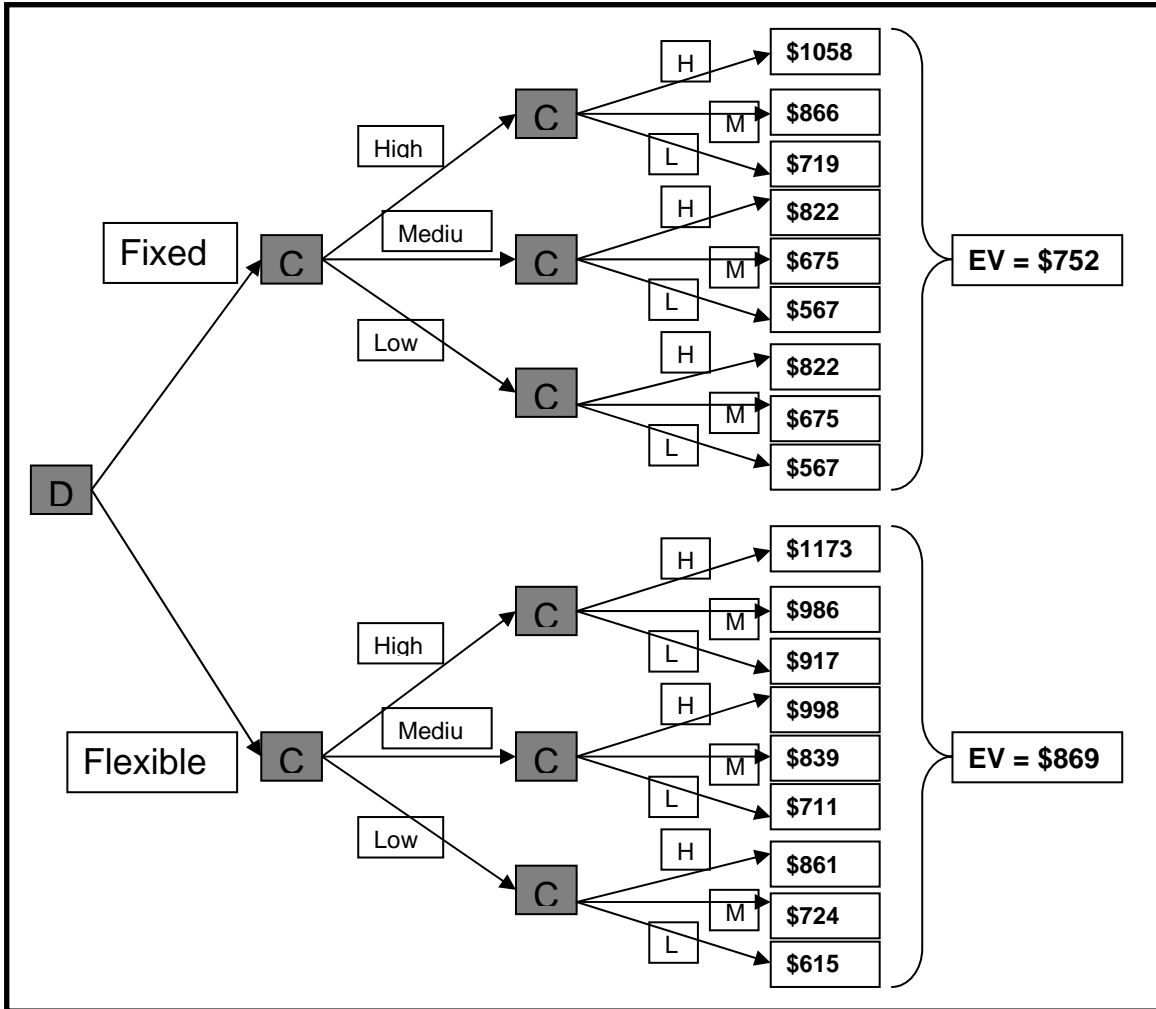 H
$1058
C
M
$866
High
L
$719
H
$822
Fixed
C
Mediu
C
M
$675
EV = $752
L
$567
Low
H
$822
C
M
$675
L
$567
D
H
$1173
C
M
$986
High
L
$917
H
$998
Flexible
C
Mediu
C
M
$839
EV = $869
L
$711
Low
H
$861
C
M
$724
L
$615